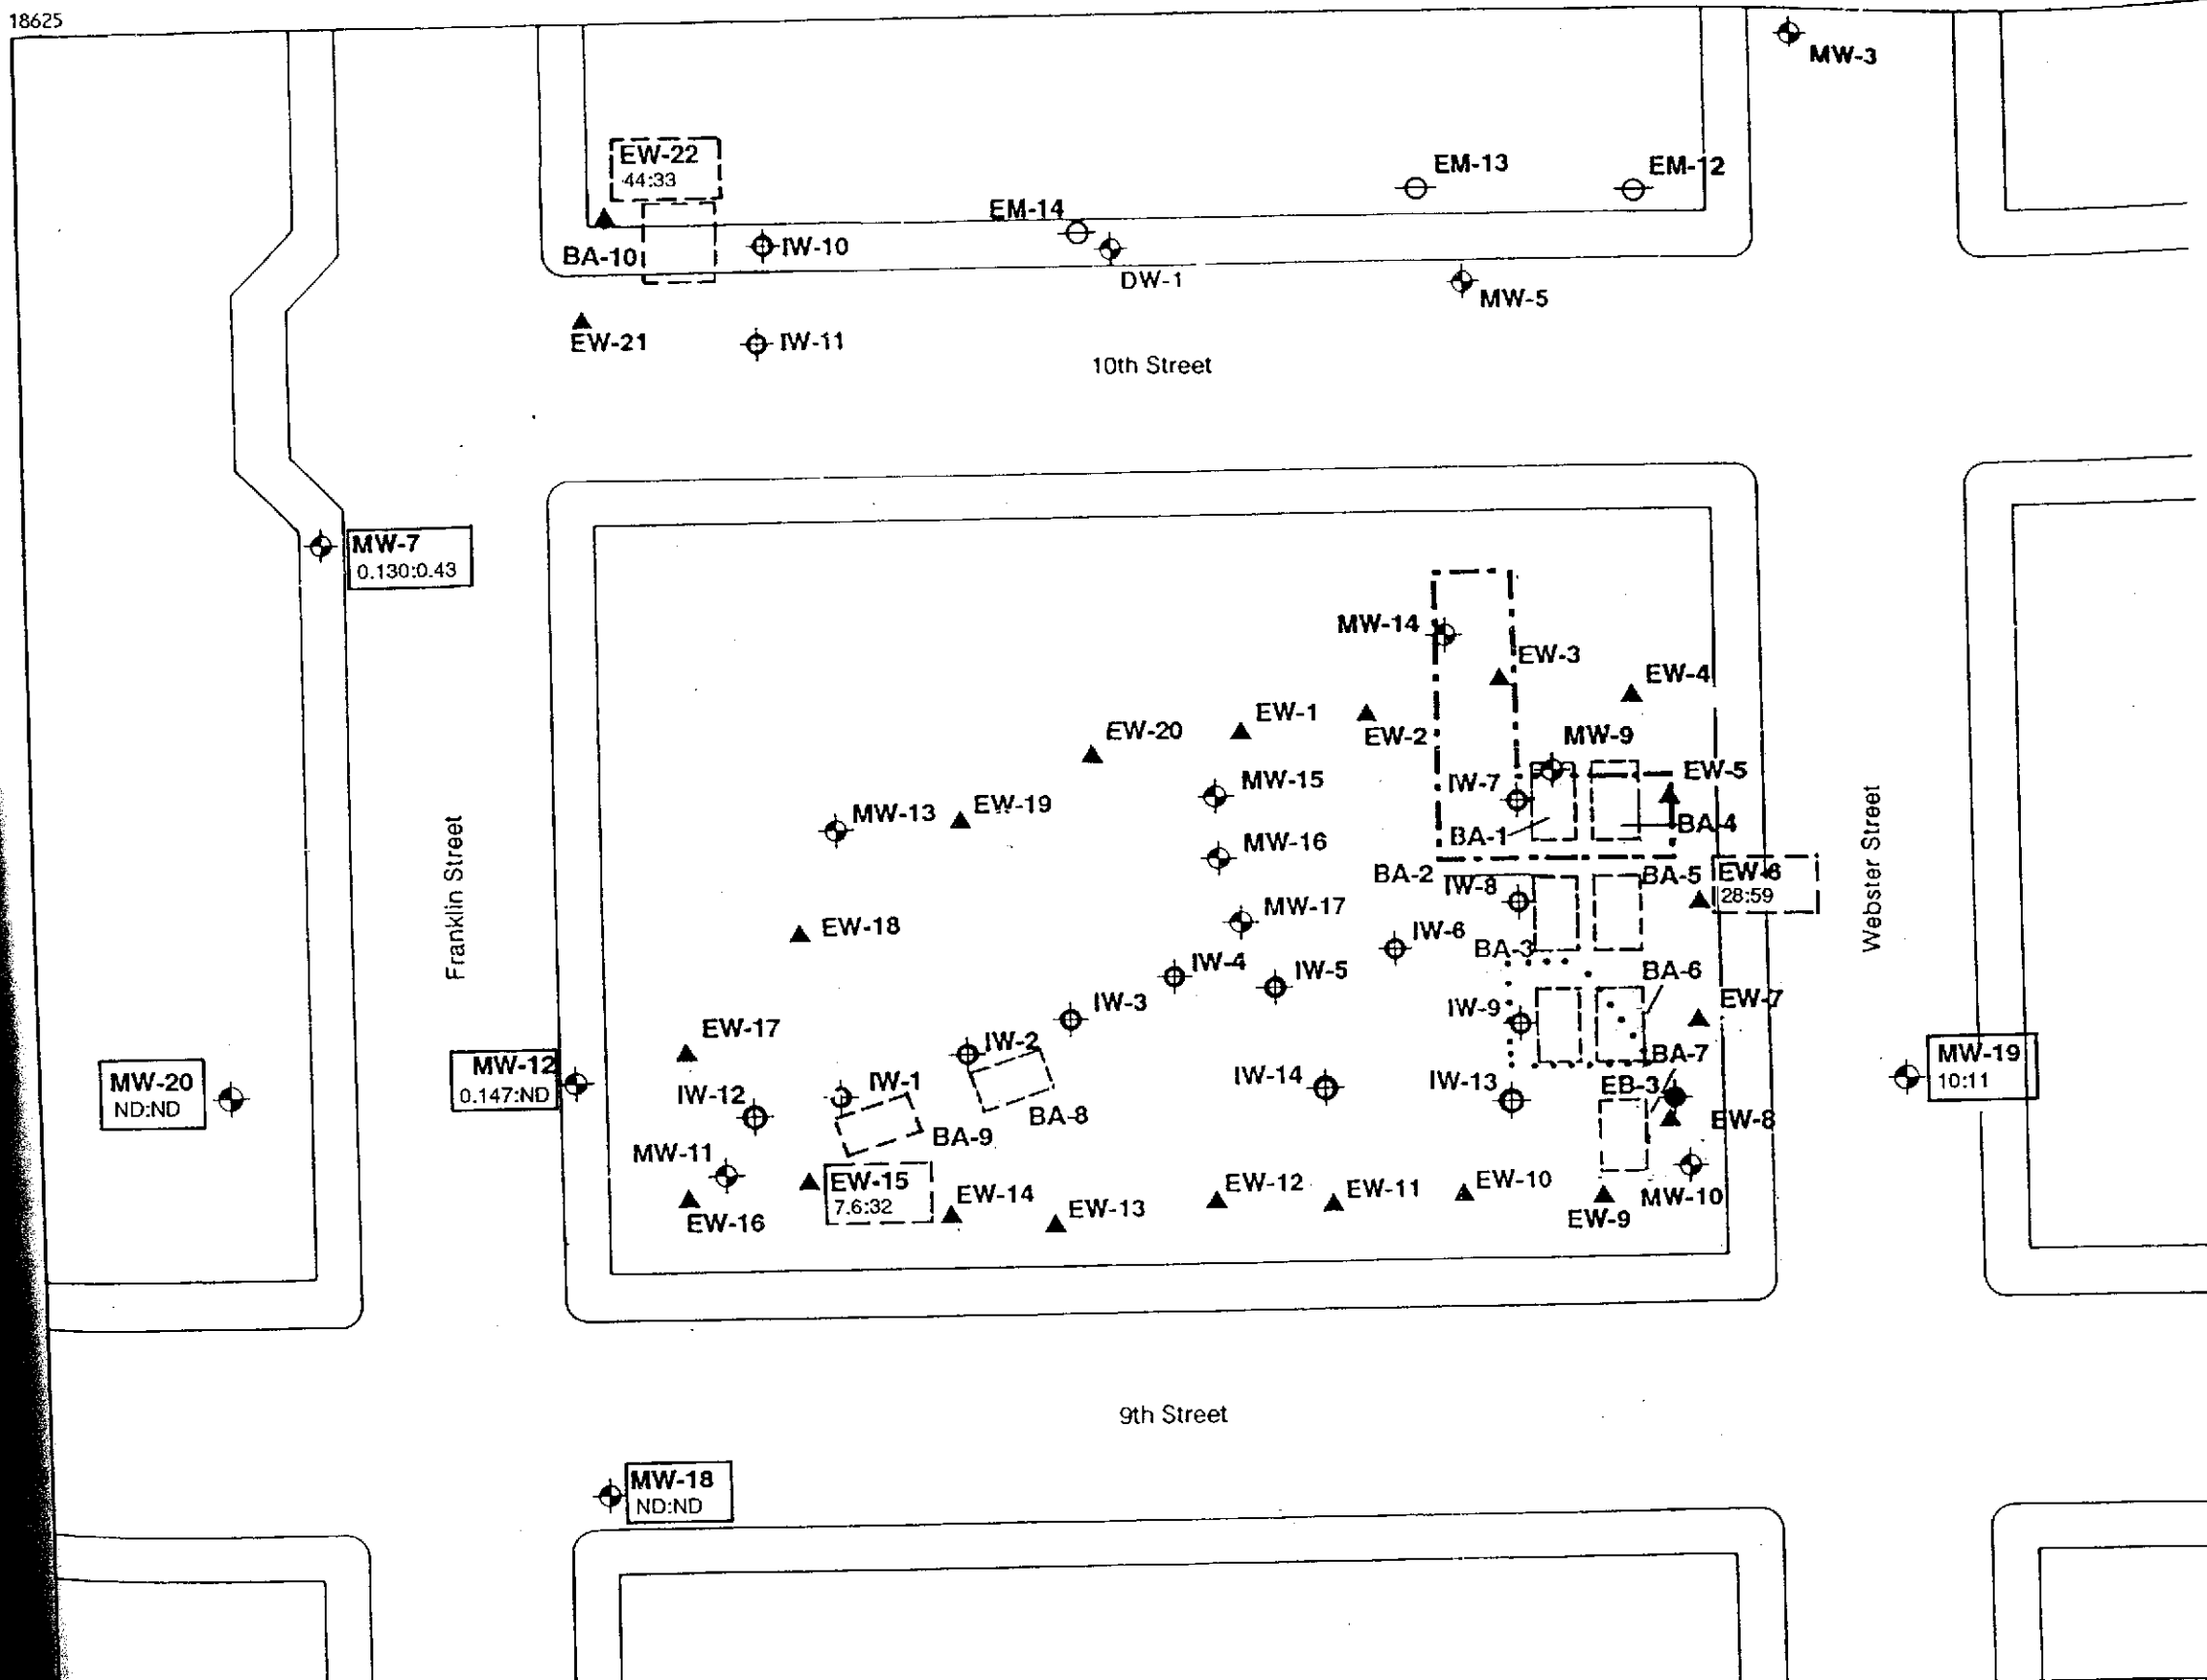 18625
MW-3
EW-22
44:33
EM-13
EM-12
EM-14
BA-10
IW-10
DW-1
MW-5
EW-21
IW-11
10th Street
MW-7
0.130:0.43
MW-14
EW-3
EW-4
EW-1
EW-20
EW-2
MW-9
EW-5
MW-15
IW-7
EW-19
MW-13
BA-1
BA-4
MW-16
BA-2
IW-8
BA-5
EW-6
28:59
Franklin Street
Webster Street
MW-17
EW-18
IW-6
BA-3
IW-4
IW-5
BA-6
IW-3
IW-9
EW-7
EW-17
IW-2
BA-7
MW-19
10:11
MW-12
0.147:ND
MW-20
ND:ND
IW-12
IW-1
IW-14
IW-13
EB-3
BA-8
EW-8
BA-9
MW-11
EW-15
7.6:32
EW-14
EW-12
EW-11
EW-10
MW-10
EW-16
EW-13
EW-9
9th Street
MW-18
ND:ND